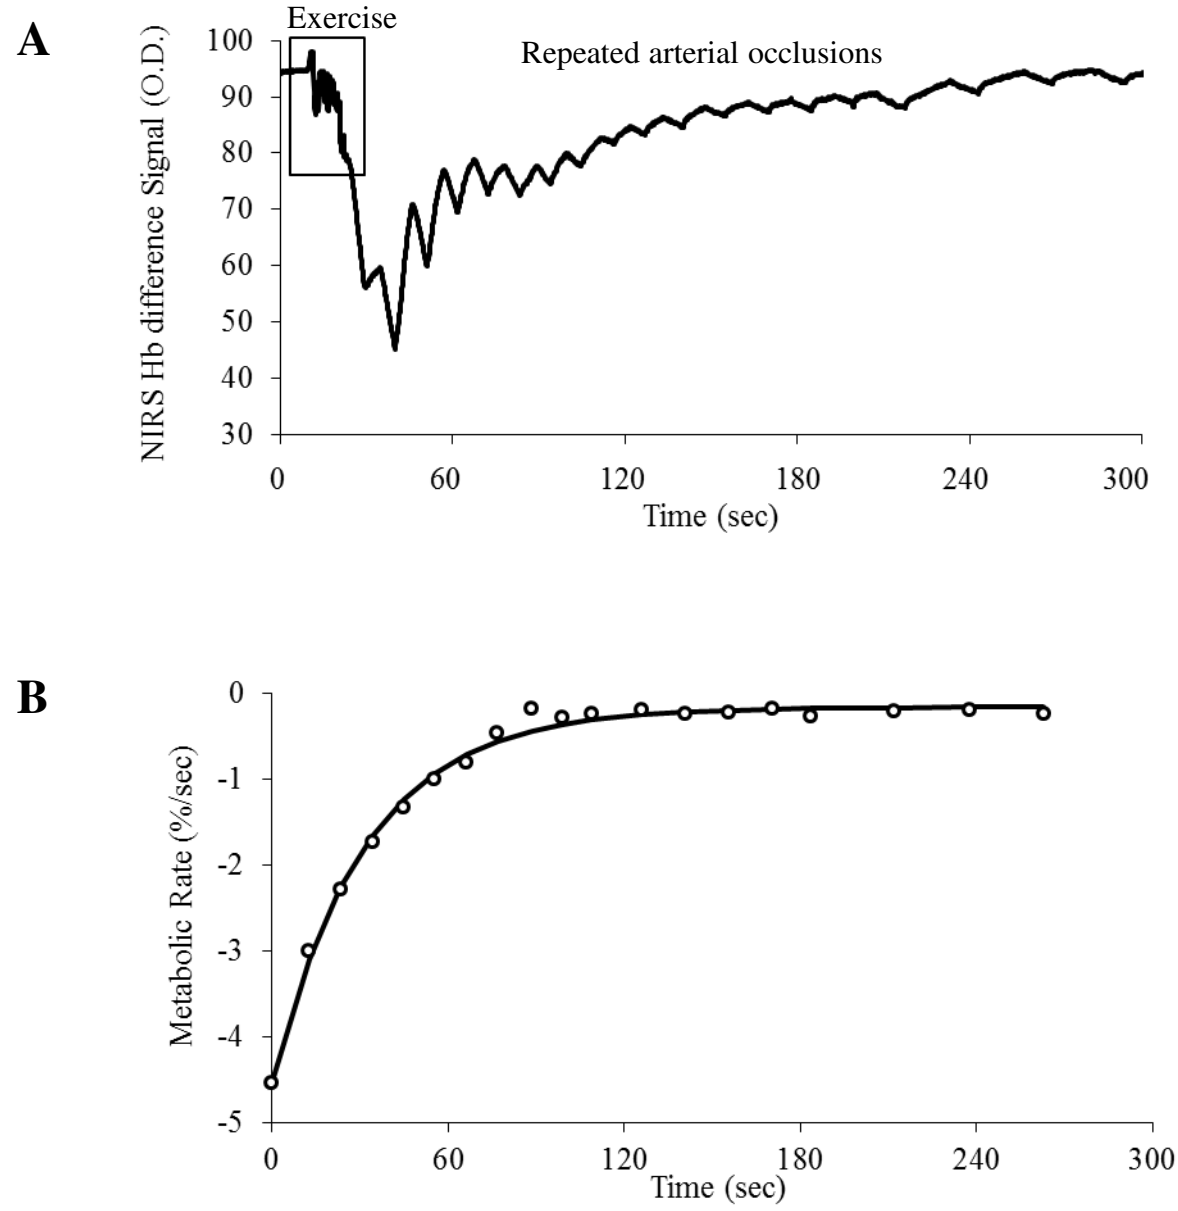 A
Exercise
Repeated arterial occlusions
NIRS Hb difference Signal (O.D.)
100
90
80
70
60
50
40
30
0 60 120 180 240 300
Time (sec)
B
Metabolic Rate (%/sec)
0
-1
-2
-3
-4
-5
0 60 120 180 240 300
Time (sec)